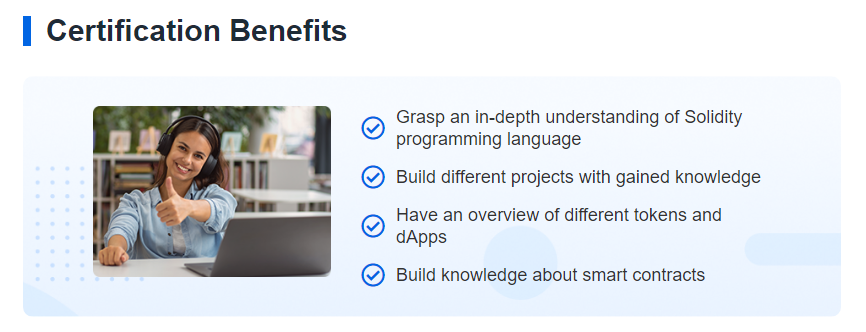 Certification Benefits
Grasp an in-depth understanding of Solidity
programming language
Build different projects with gained knowledge
Have an overview of different tokens and
dApps
Build knowledge about smart contracts